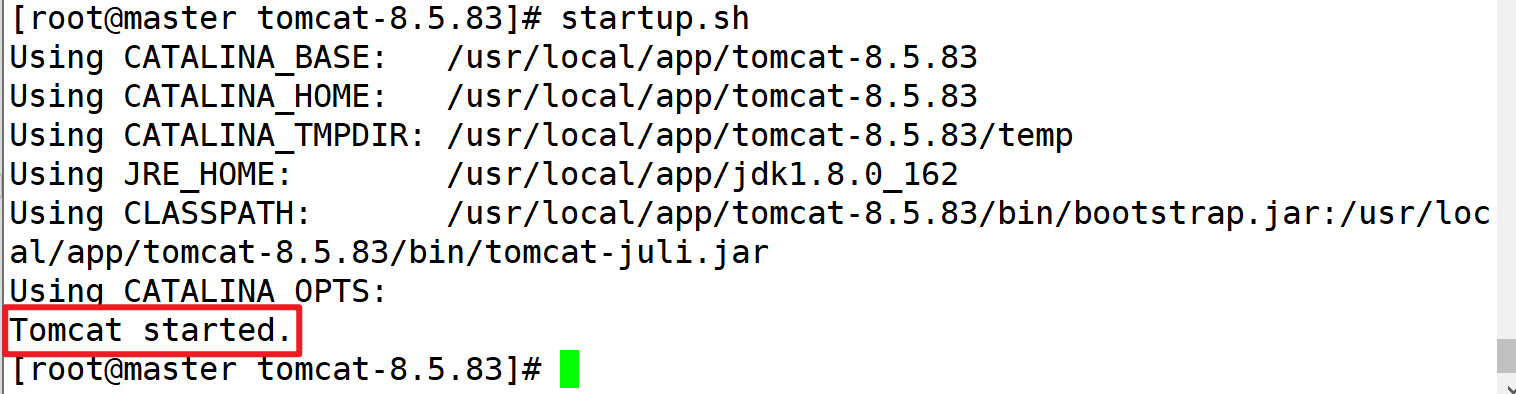 [root@master tomcat-8.5.83]# startup.sh
Using CATALINA_BASE:   /usr/local/app/tomcat-8.5.83
Using CATALINA_HOME:   /usr/local/app/tomcat-8.5.83
Using CATALINA_TMPDIR: /usr/local/app/tomcat-8.5.83/temp
Using JRE_HOME:        /usr/local/app/jdk1.8.0_162
Using CLASSPATH:       /usr/local/app/tomcat-8.5.83/bin/bootstrap.jar:/usr/loc
al/app/tomcat-8.5.83/bin/tomcat-juli.jar
Using CATALINA_OPTS:
Tomcat started.
[root@master tomcat-8.5.83]#